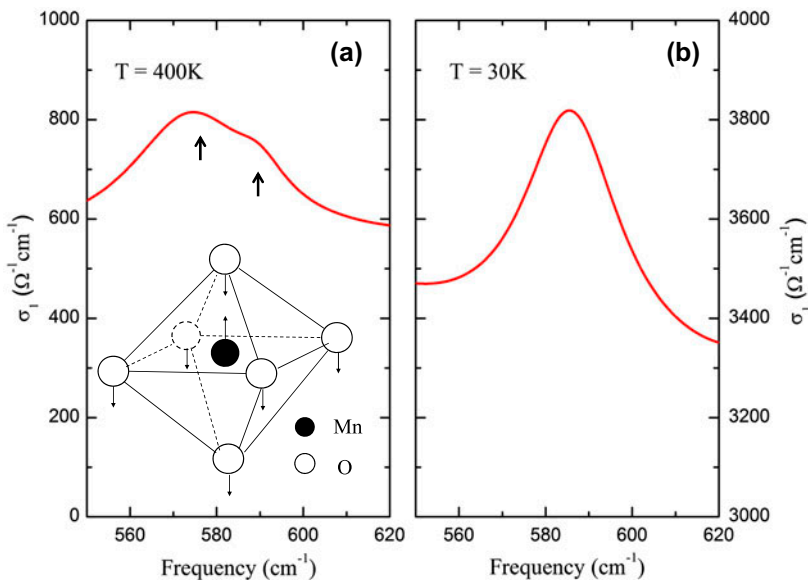 (a)
T = 400K
1000
800
600
400
200
0
σ₁ (Ω⁻¹cm⁻¹)
Mn
O
560 580 600 620
Frequency (cm⁻¹)
(b)
T = 30K
4000
3800
3600
3400
3200
3000
σ₁ (Ω⁻¹cm⁻¹)
560 580 600 620
Frequency (cm⁻¹)